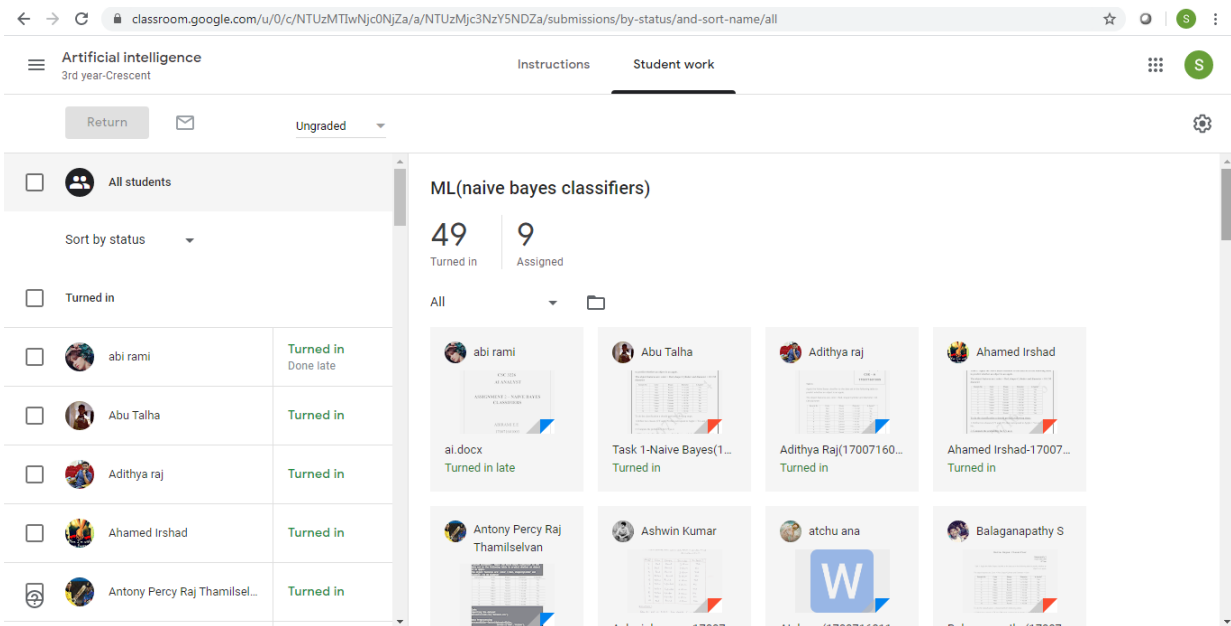 classroom.google.com/u/0/c/NTUzMTIwNjc0NjZa/a/NTUzMjc3NzY5NDZa/submissions/by-status/and-sort-name/all
S
Artificial intelligence
3rd year-Crescent
Instructions
Student work
S
Return
Ungraded
All students
Sort by status
Turned in
abi rami
Turned in
Done late
Abu Talha
Turned in
Adithya raj
Turned in
Ahamed Irshad
Turned in
Antony Percy Raj Thamilsel...
Turned in
ML(naive bayes classifiers)
49
Turned in
9
Assigned
All
abi rami
ai.docx
Turned in late
Abu Talha
Task 1-Naive Bayes(1...
Turned in
Adithya raj
Adithya Raj(17007160...
Turned in
Ahamed Irshad
Ahamed Irshad-17007...
Turned in
Antony Percy Raj
Thamilselvan
Ashwin Kumar
atchu ana
W
Balaganapathy S